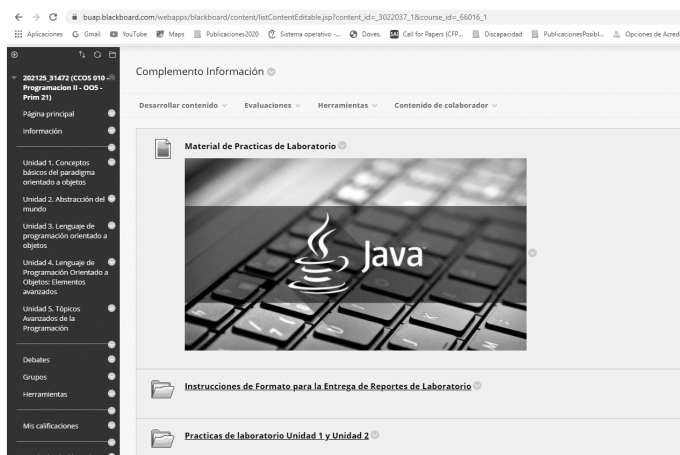 buap.blackboard.com/webapps/blackboard/content/listContentEditable.jsp?content_id=_3022037_1&course_id=_66016_1
Aplicaciones G Gmail YouTube Maps Publicaciones2020 Sistema operativo -... Doves. SAI Call for Papers (CFP... Discapacidad PublicacionesPosibl... Opciones de Acred
202125_31472 (CCOS 010 -
Programacion II - OO5 -
Prim 21)
Página principal
Información
Unidad 1. Conceptos
básicos del paradigma
orientado a objetos
Unidad 2. Abstracción del
mundo
Unidad 3. Lenguaje de
programación orientado a
objetos
Unidad 4. Lenguaje de
Programación Orientado a
Objetos: Elementos
avanzados
Unidad 5. Tópicos
Avanzados de la
Programación
Debates
Grupos
Herramientas
Mis calificaciones
Complemento Información
Desarrollar contenido Evaluaciones Herramientas Contenido de colaborador
Material de Practicas de Laboratorio
Java
Instrucciones de Formato para la Entrega de Reportes de Laboratorio
Practicas de laboratorio Unidad 1 y Unidad 2